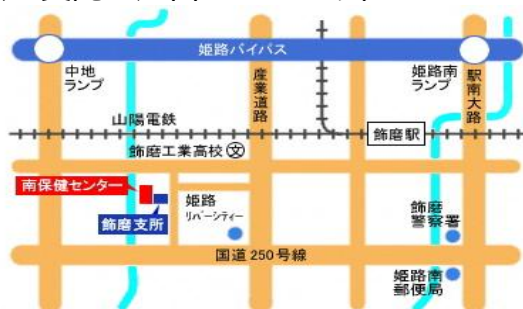 姫路バイパス
中地
ランプ
産業道路
姫路南
ランプ
駅南大路
山陽電鉄
飾磨駅
飾磨工業高校 文
南保健センター
飾磨支所
姫路
リバーシティー
飾磨
警察署
国道250号線
姫路南
郵便局